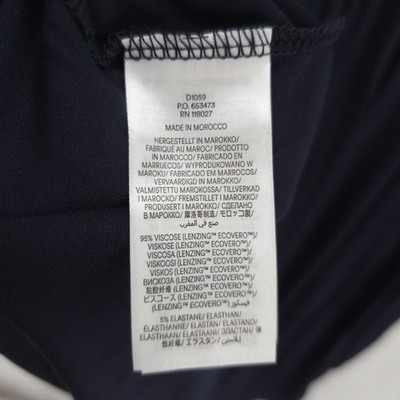 D1059
P.O. 653473
RN 118027
MADE IN MOROCCO
HERGESTELLT IN MAROKKO/
FABRIQUÉ AU MAROC/ PRODOTTO
IN MAROCCO/ FABRICADO EN
MARRUECOS/ WYPRODUKOWANO W
MAROKU/ FABRICADO EM MARROCOS/
VERVAARDIGD IN MAROKKO/
VALMISTETTU MAROKOSSA/ TILLVERKAD
I MAROCKO/ FREMSTILLET I MAROKKO/
PRODUSERT I MAROKKO/ СДЕЛАНО
В МАРОККО/ 摩洛哥制造/ モロッコ製/
صنع في المغرب
95% VISCOSE (LENZING™ ECOVERO™)/
VISKOSE (LENZING™ ECOVERO™)/
VISCOSA (LENZING™ ECOVERO™)/
VISKOOSI (LENZING™ ECOVERO™)/
VISKOS (LENZING™ ECOVERO™)/
ВИСКОЗА (LENZING™ ECOVERO™)/
粘胶纤维 (LENZING™ ECOVERO™)/
ビスコース (LENZING™ ECOVERO™)/
(LENZING™ ECOVERO™) فيسكوز/
5% ELASTANE/ ELASTHAN/
ÉLASTHANNE/ ELASTAN/ ELASTANO/
ELASTAAN/ ЭЛАСТАН/
纤维/ エラスタン/